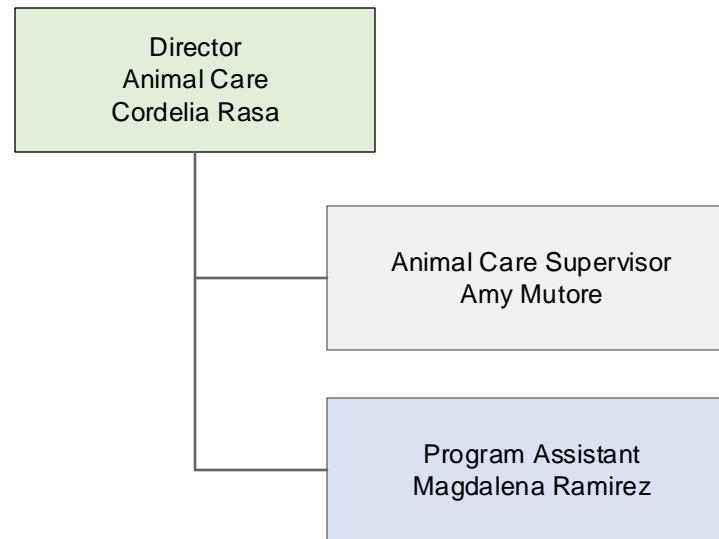 Director
Animal Care
Cordelia Rasa
Animal Care Supervisor
Amy Mutore
Program Assistant
Magdalena Ramirez